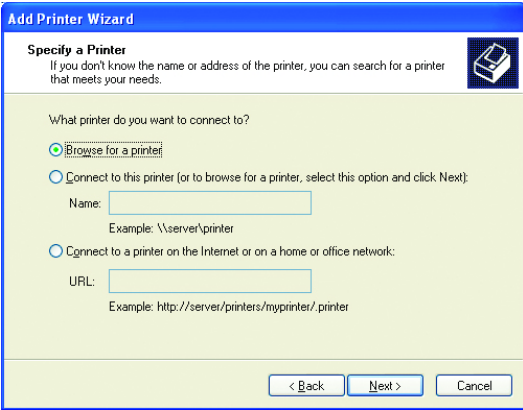 Add Printer Wizard
Specify a Printer
If you don't know the name or address of the printer, you can search for a printer
that meets your needs.
What printer do you want to connect to?
Browse for a printer
Connect to this printer (or to browse for a printer, select this option and click Next):
Name:
Example: \\server\printer
Connect to a printer on the Internet or on a home or office network:
URL:
Example: http://server/printers/myprinter/.printer
< Back Next > Cancel